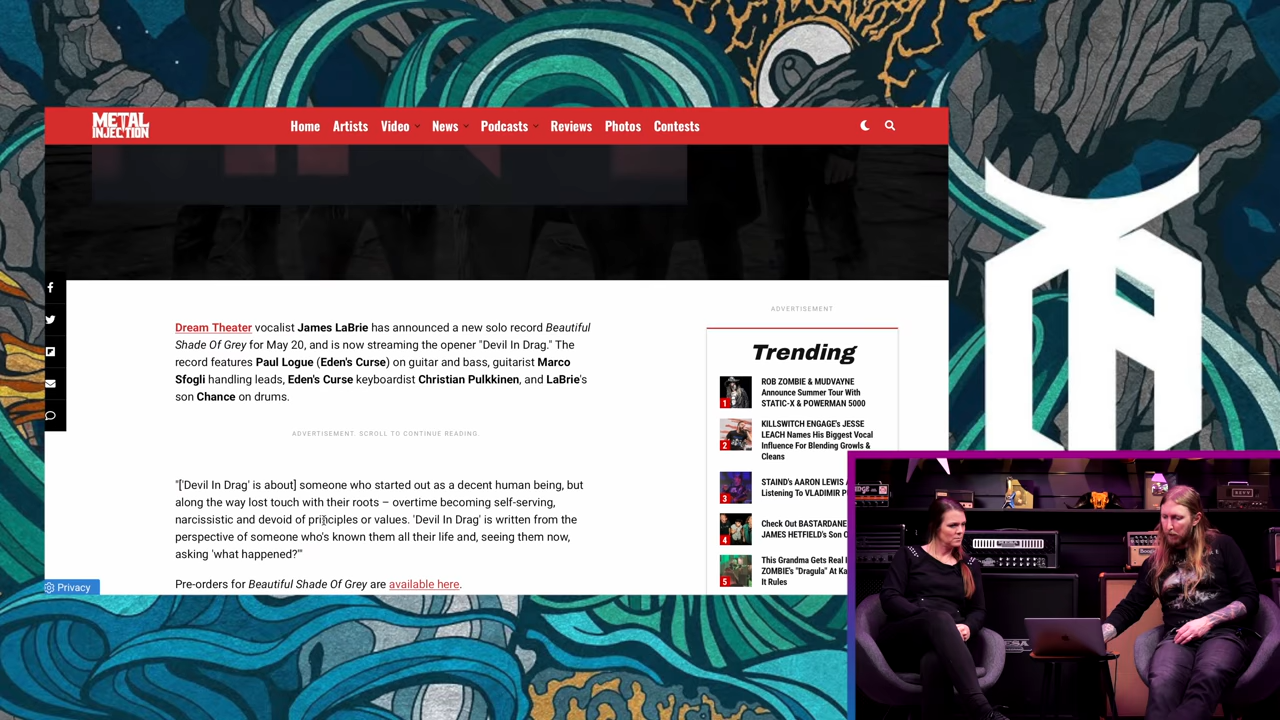 METAL
INJECTION
Home Artists Video News Podcasts Reviews Photos Contests
Dream Theater vocalist James LaBrie has announced a new solo record Beautiful
Shade Of Grey for May 20, and is now streaming the opener "Devil In Drag." The
record features Paul Logue (Eden's Curse) on guitar and bass, guitarist Marco
Sfogli handling leads, Eden's Curse keyboardist Christian Pulkkinen, and LaBrie's
son Chance on drums.
ADVERTISEMENT. SCROLL TO CONTINUE READING.
"['Devil In Drag' is about] someone who started out as a decent human being, but
along the way lost touch with their roots – overtime becoming self-serving,
narcissistic and devoid of principles or values. 'Devil In Drag' is written from the
perspective of someone who's known them all their life and, seeing them now,
asking 'what happened?'"
Pre-orders for Beautiful Shade Of Grey are available here.
Privacy
ADVERTISEMENT
Trending
1
ROB ZOMBIE & MUDVAYNE
Announce Summer Tour With
STATIC-X & POWERMAN 5000
2
KILLSWITCH ENGAGE's JESSE
LEACH Names His Biggest Vocal
Influence For Blending Growls &
Cleans
3
STAIND's AARON LEWIS
Listening To VLADIMIR
4
Check Out BASTARDANE
JAMES HETFIELD's Son
5
This Grandma Gets Real
ZOMBIE's "Dragula" At
It Rules